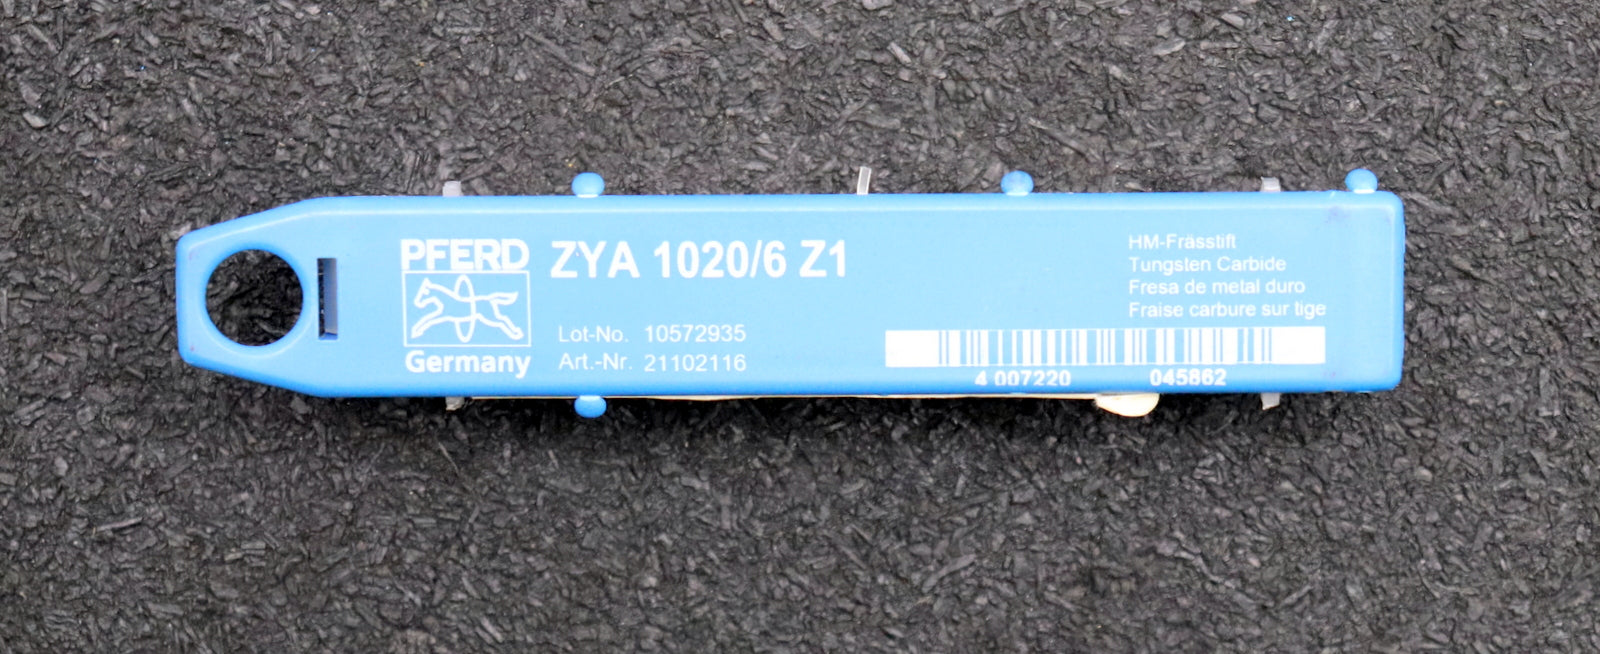 PFERD
Germany
ZYA 1020/6 Z1
Lot-No. 10572935
Art.-Nr. 21102116
HM-Frässtift
Tungsten Carbide
Fresa de metal duro
Fraise carbure sur tige
4 007220 045862